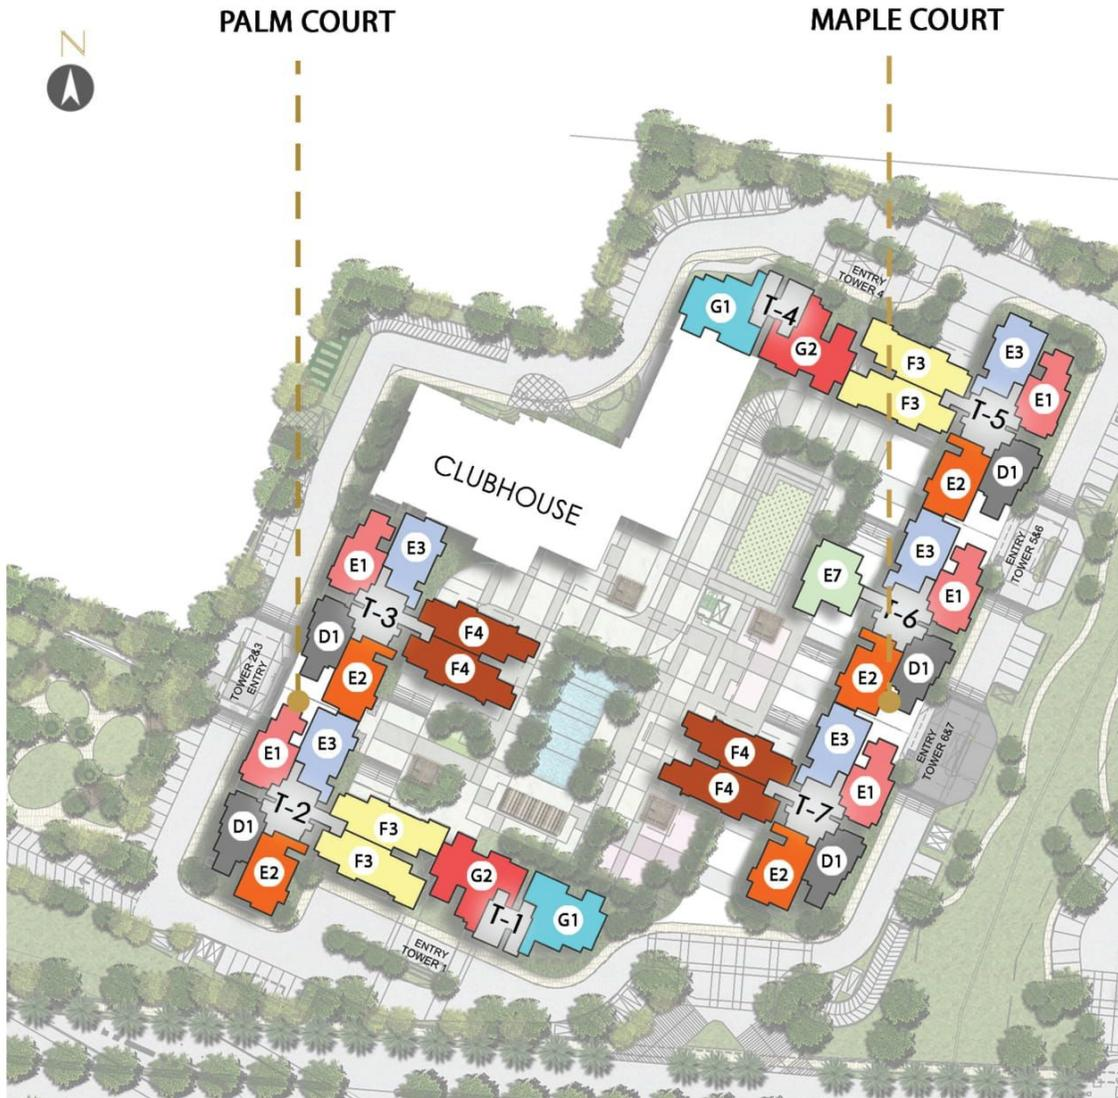 PALM COURT
MAPLE COURT
N
ENTRY
TOWER 4
G1
T-4
G2
F3
F3
E3
E1
T-5
E2
D1
CLUBHOUSE
E3
E1
E7
T-6
ENTRY
TOWER 5&6
E2
D1
E1
E3
T-3
D1
E2
F4
F4
TOWER 2&3
ENTRY
E1
E3
T-2
D1
E2
F3
F3
G2
T-1
G1
ENTRY
TOWER 1
F4
F4
E3
E1
T-7
E2
D1
ENTRY
TOWER 6&7